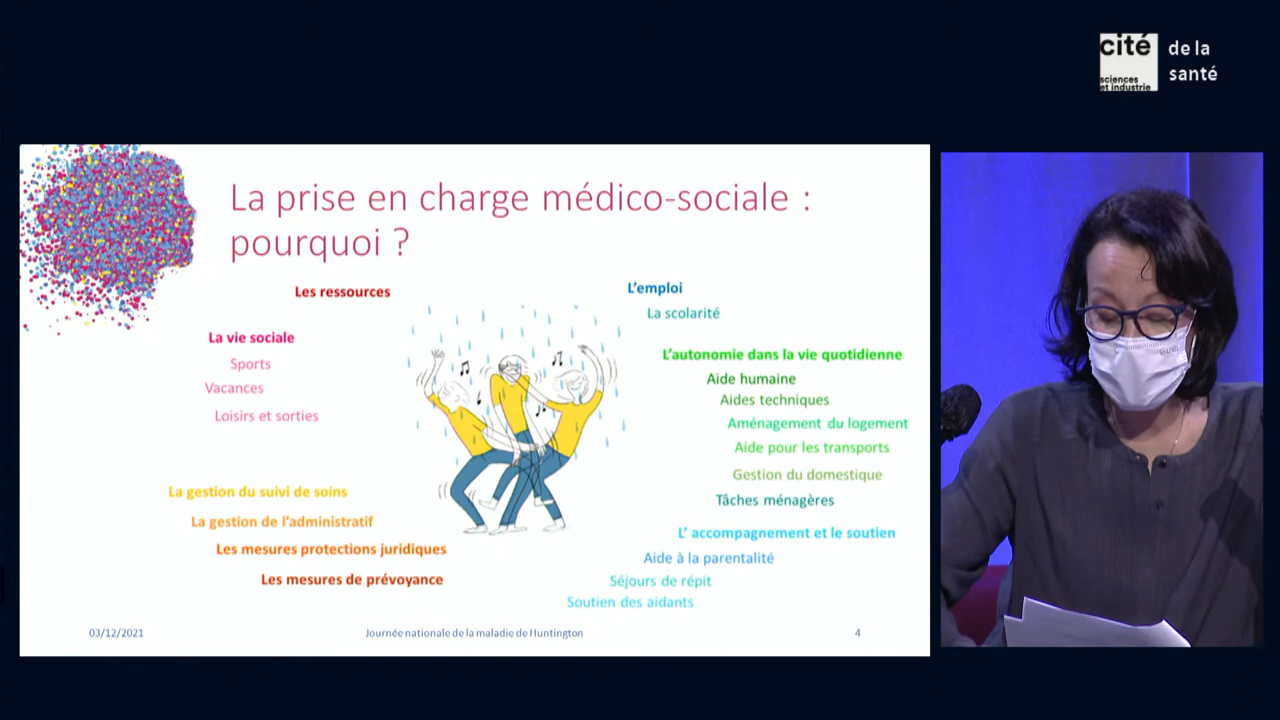 cité
sciences
et industrie
de la
santé
La prise en charge médico-sociale :
pourquoi ?
Les ressources
La vie sociale
Sports
Vacances
Loisirs et sorties
La gestion du suivi de soins
La gestion de l'administratif
Les mesures protections juridiques
Les mesures de prévoyance
L'emploi
La scolarité
L'autonomie dans la vie quotidienne
Aide humaine
Aides techniques
Aménagement du logement
Aide pour les transports
Gestion du domestique
Tâches ménagères
L' accompagnement et le soutien
Aide à la parentalité
Séjours de répit
Soutien des aidants
03/12/2021
Journée nationale de la maladie de Huntington
4